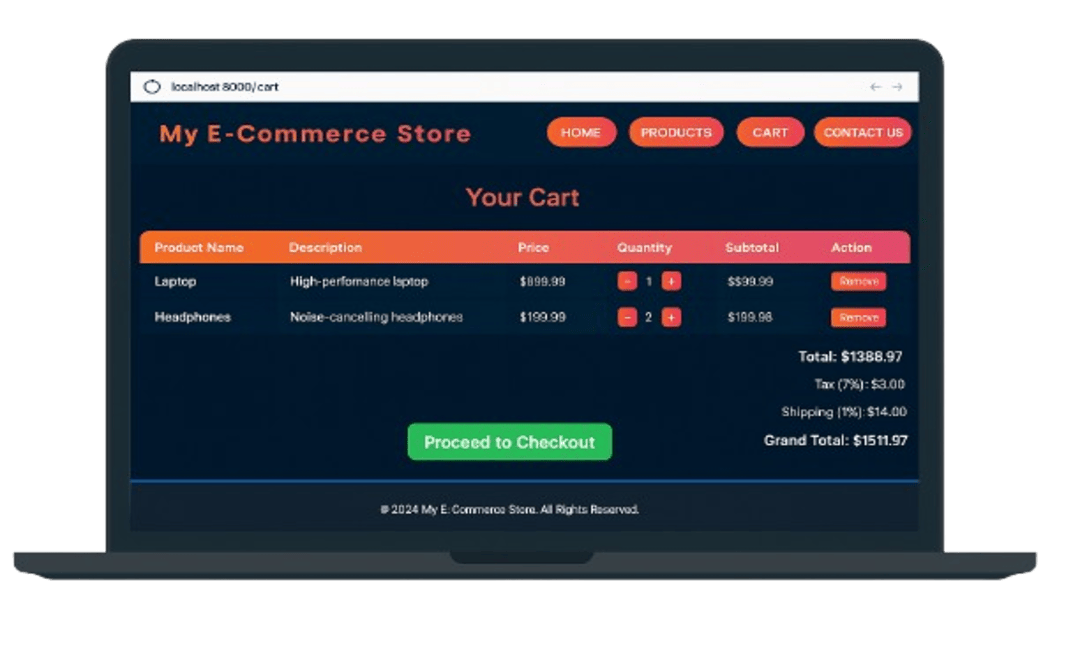 localhost 8000/cart
My E-Commerce Store HOME PRODUCTS CART CONTACT US
Your Cart
Product Name Description Price Quantity Subtotal Action
Laptop High-perfomance laptop $899.99 - 1 + $S99.99 Remove
Headphones Noise-cancelling headphones $199.99 - 2 + $199.98 Remove
Total: $1388.97
Tax (7%): $3.00
Shipping (1%): $14.00
Proceed to Checkout Grand Total: $1511.97
© 2024 My E: Commerce Store. All Rights Reserved.